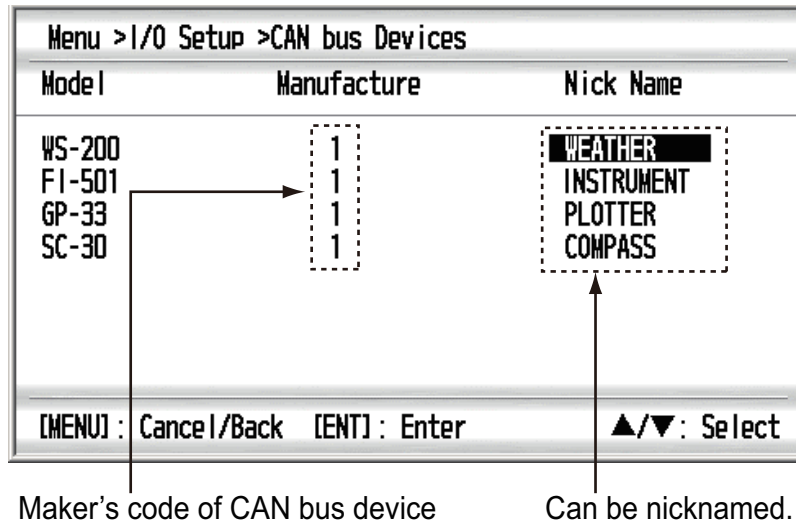 Menu >I/O Setup >CAN bus Devices
Model Manufacture Nick Name
WS-200 1 WEATHER
FI-501 1 INSTRUMENT
GP-33 1 PLOTTER
SC-30 1 COMPASS
[MENU]: Cancel/Back [ENT]: Enter ▲/▼: Select
Maker's code of CAN bus device Can be nicknamed.